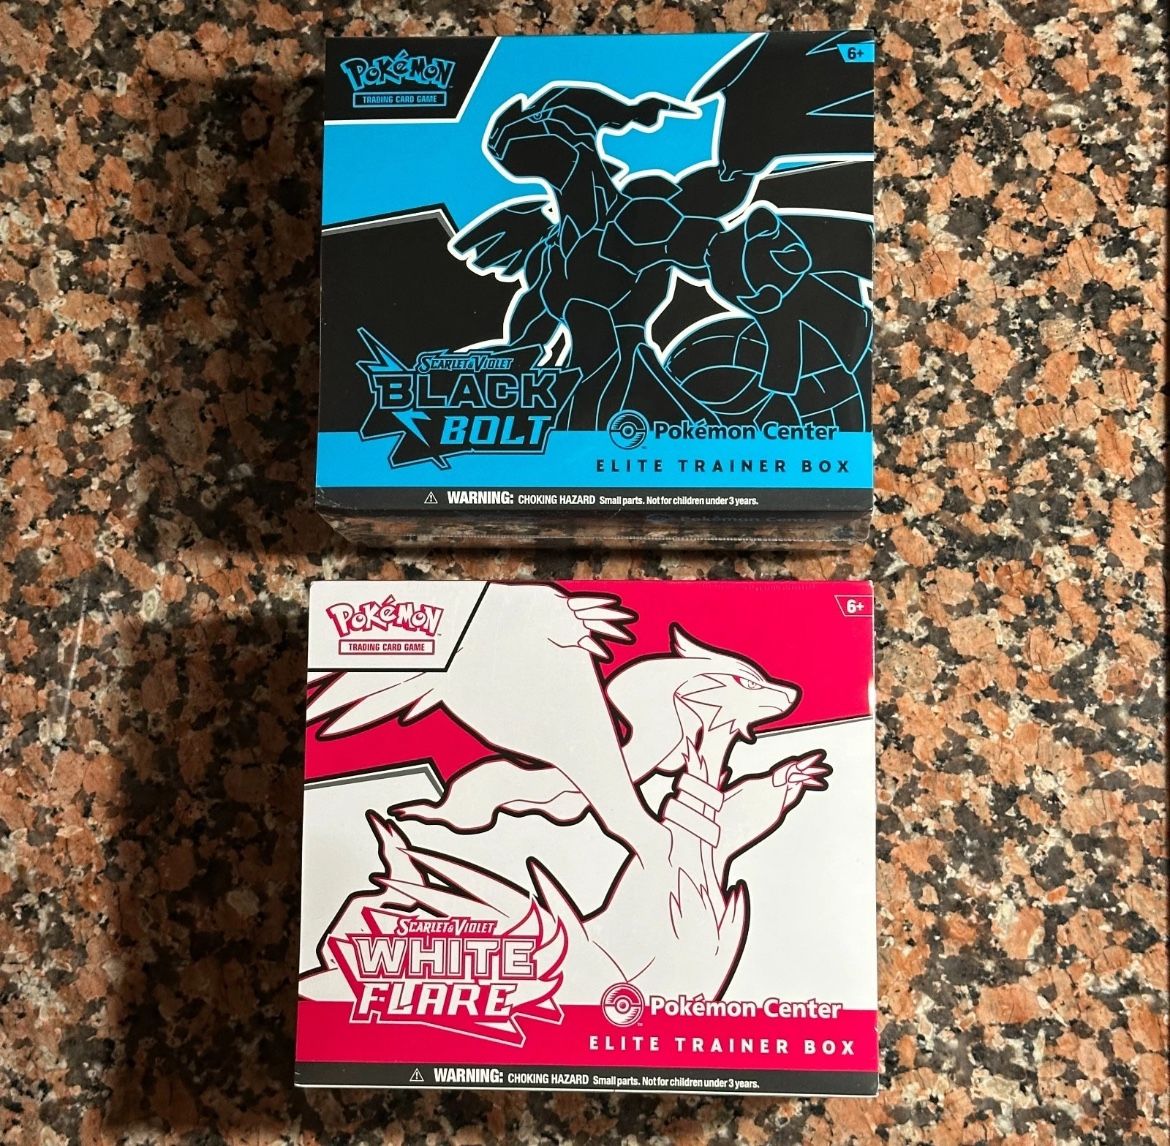 POKéMON
TRADING CARD GAME
6+
SCARLET & VIOLET
BLACK
BOLT
Pokémon Center
ELITE TRAINER BOX
WARNING: CHOKING HAZARD Small parts. Not for children under 3 years.
Pokémon Center
POKéMON
TRADING CARD GAME
6+
SCARLET & VIOLET
WHITE
FLARE
Pokémon Center
ELITE TRAINER BOX
WARNING: CHOKING HAZARD Small parts. Not for children under 3 years.